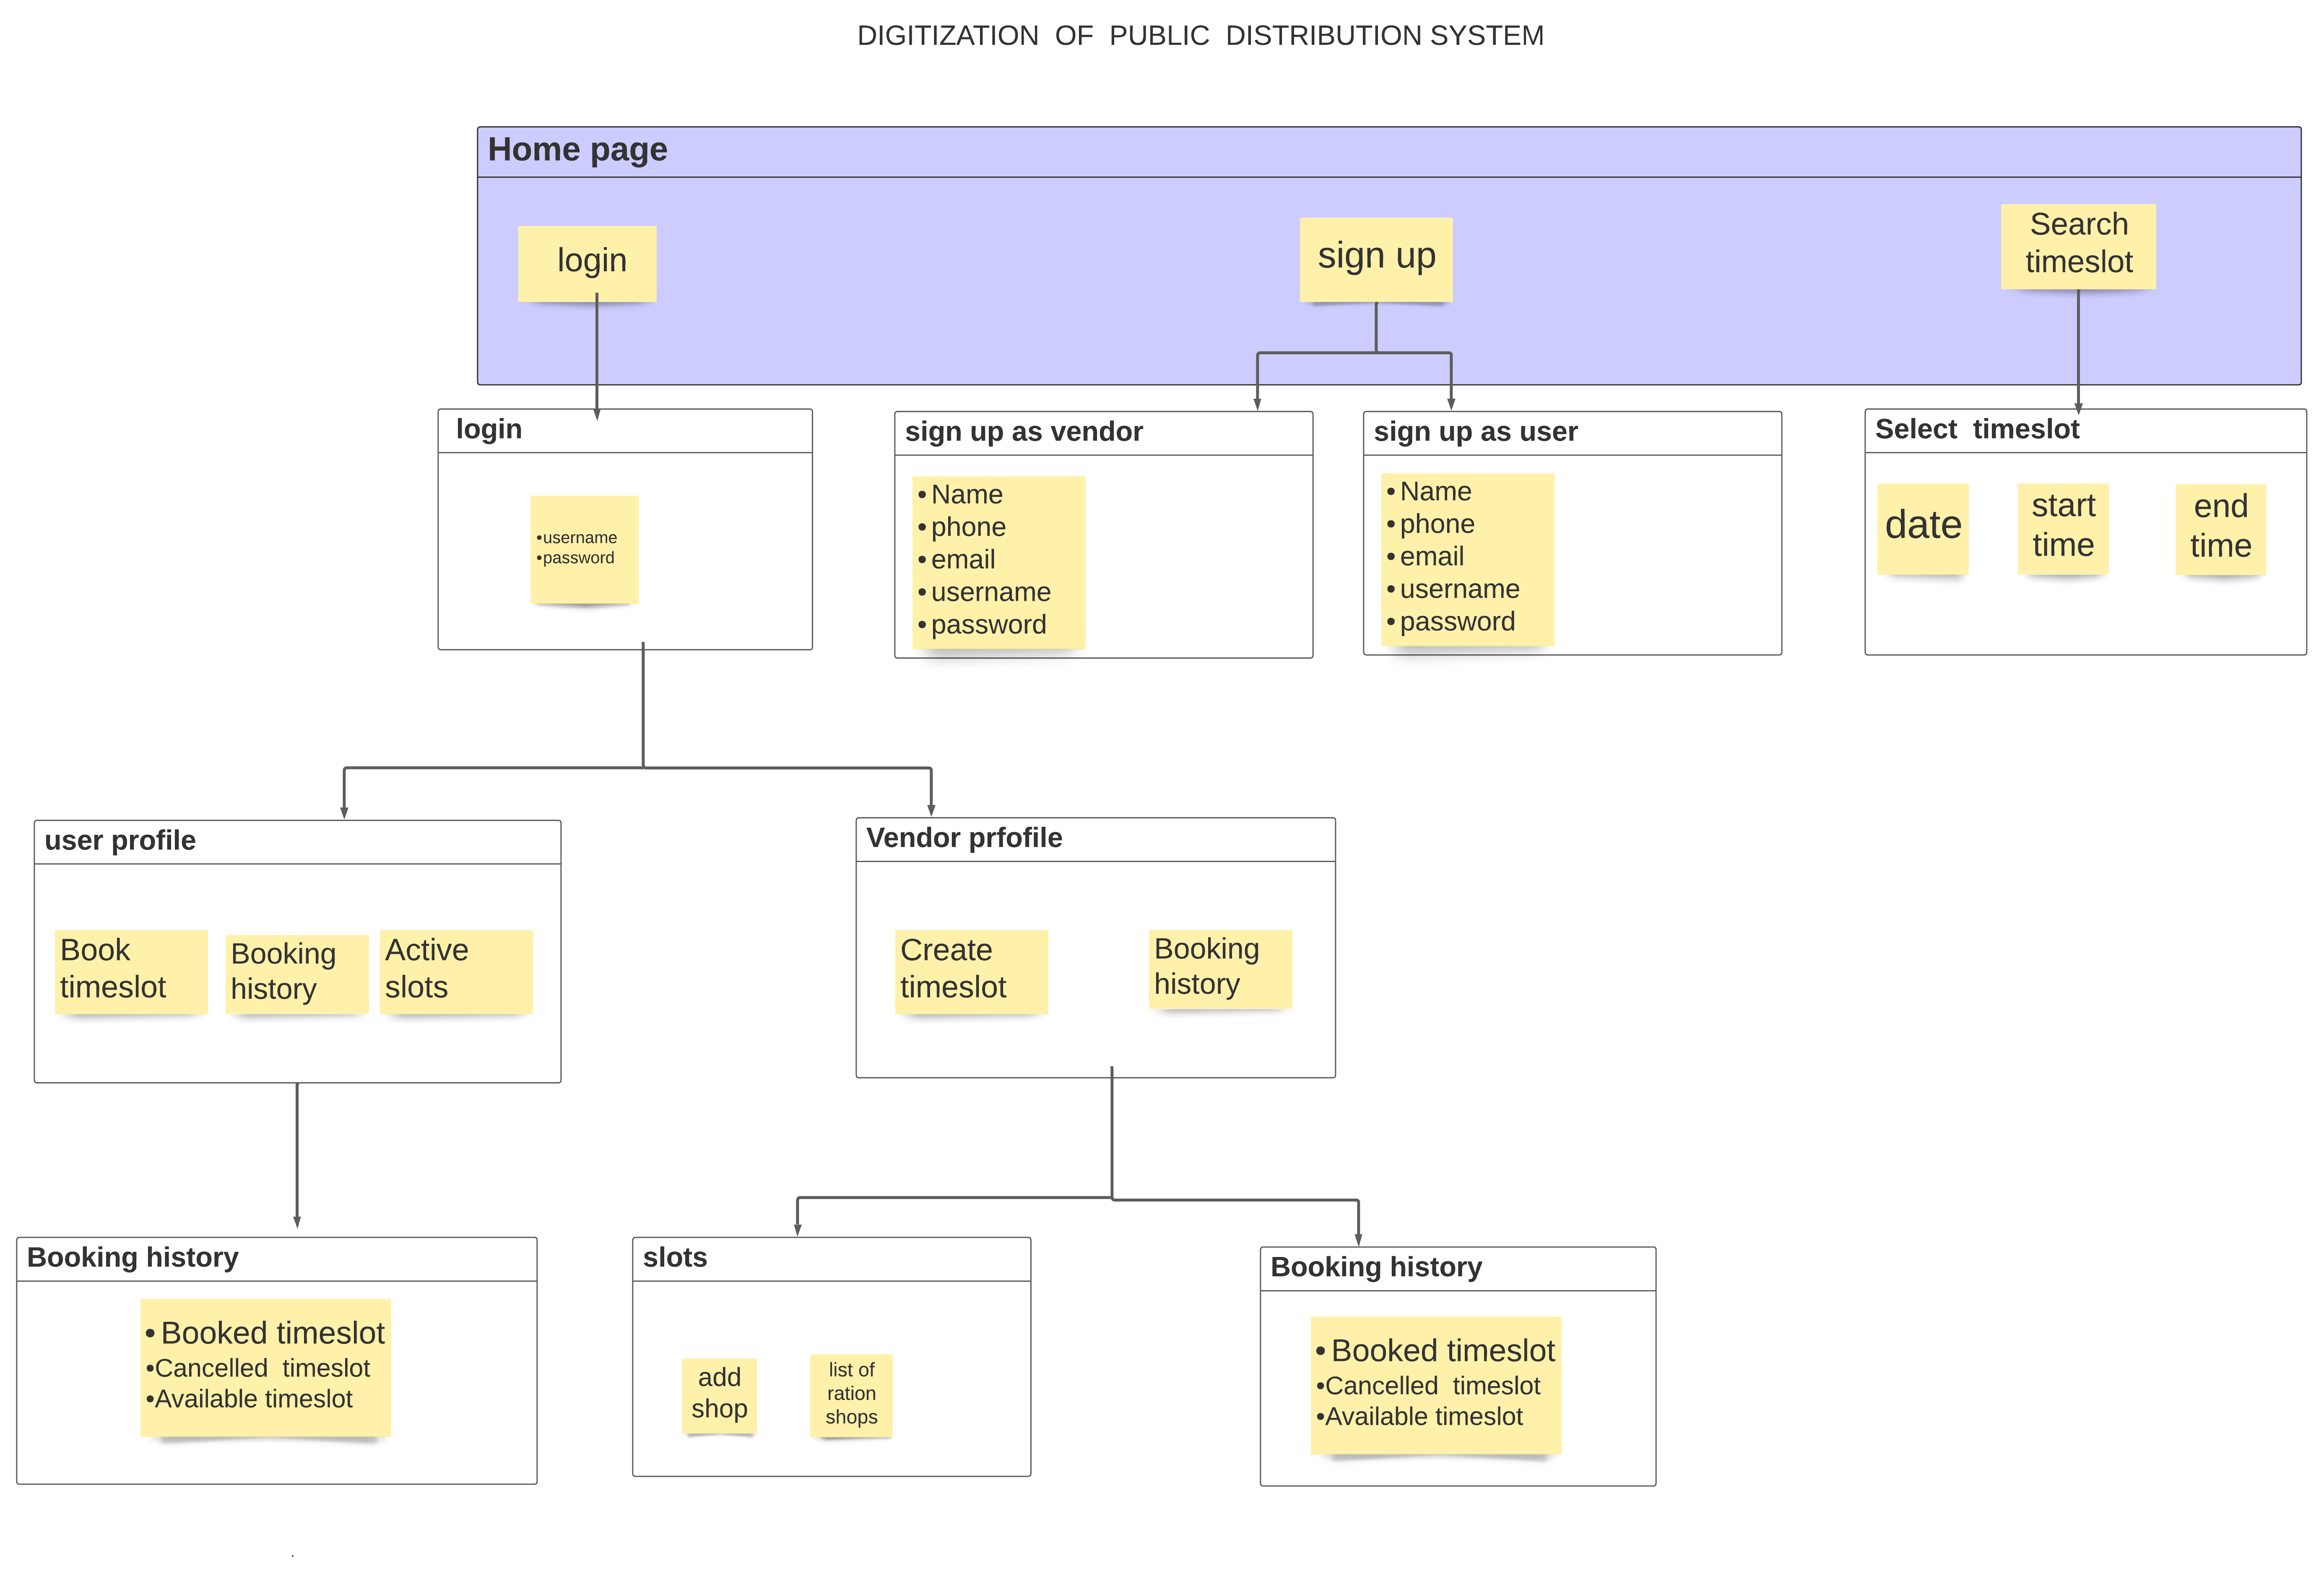 DIGITIZATION  OF  PUBLIC  DISTRIBUTION SYSTEM
Home page
login
sign up
Search
timeslot
login
•username
•password
sign up as vendor
• Name
• phone
• email
• username
• password
sign up as user
• Name
• phone
• email
• username
• password
Select  timeslot
date
start
time
end
time
user profile
Book
timeslot
Booking
history
Active
slots
Vendor prfofile
Create
timeslot
Booking
history
Booking history
• Booked timeslot
•Cancelled  timeslot
•Available timeslot
slots
add
shop
list of
ration
shops
Booking history
• Booked timeslot
•Cancelled  timeslot
•Available timeslot
.